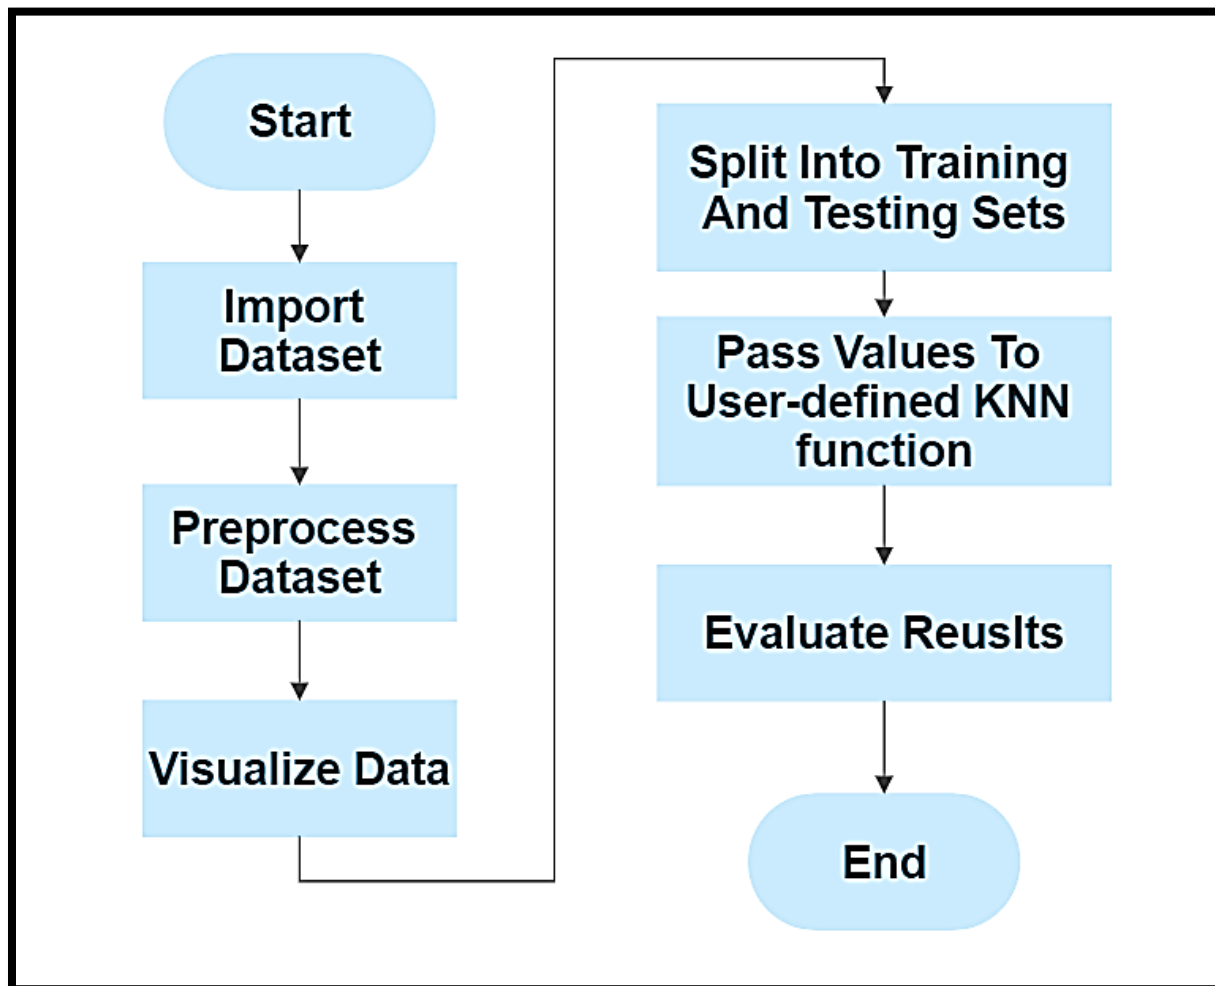 Start
Import
Dataset
Preprocess
Dataset
Visualize Data
Split Into Training
And Testing Sets
Pass Values To
User-defined KNN
function
Evaluate Reuslts
End